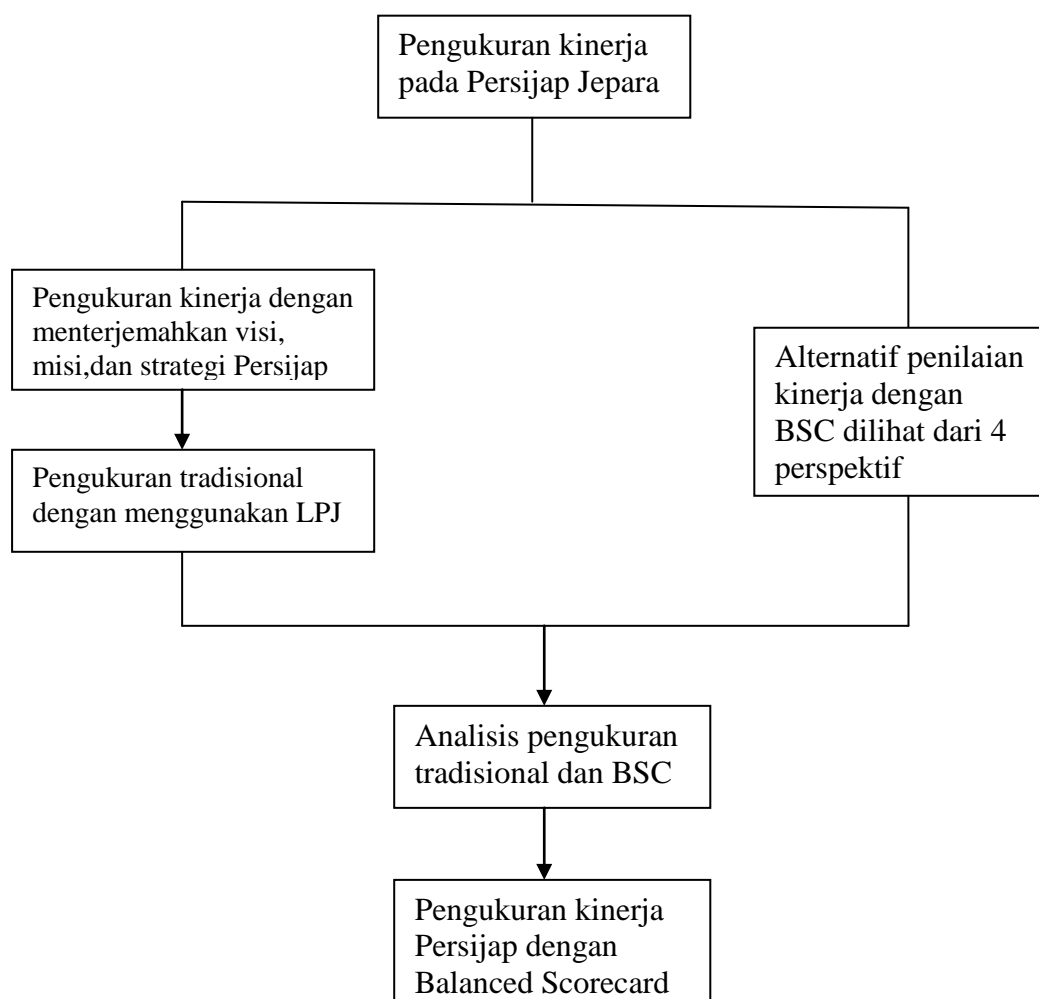 Pengukuran kinerja
pada Persijap Jepara
Pengukuran kinerja dengan
menterjemahkan visi,
misi,dan strategi Persijap
Pengukuran tradisional
dengan menggunakan LPJ
Alternatif penilaian
kinerja dengan
BSC dilihat dari 4
perspektif
Analisis pengukuran
tradisional dan BSC
Pengukuran kinerja
Persijap dengan
Balanced Scorecard